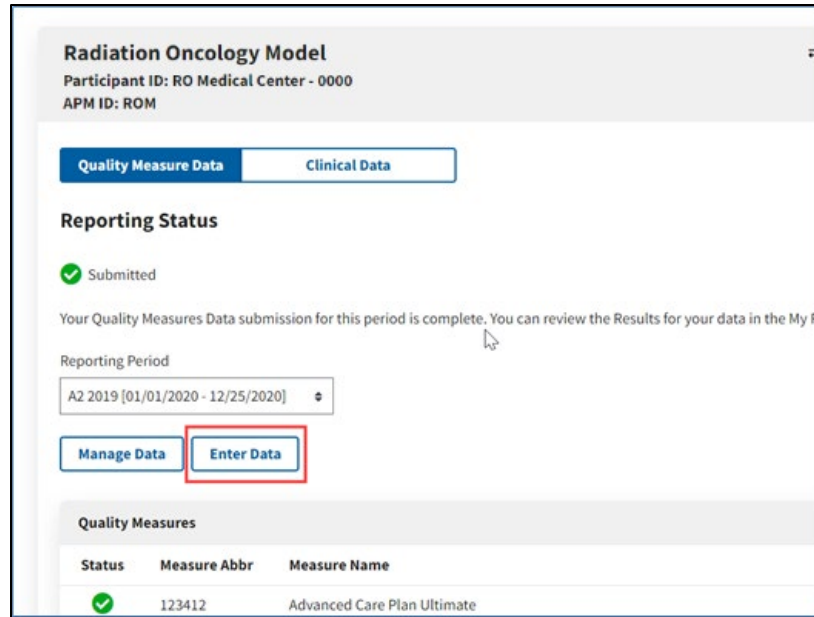 Radiation Oncology Model
Participant ID: RO Medical Center - 0000
APM ID: ROM
Quality Measure Data
Clinical Data
Reporting Status
Submitted
Your Quality Measures Data submission for this period is complete. You can review the Results for your data in the My
Reporting Period
A2 2019 [01/01/2020 - 12/25/2020]
Manage Data
Enter Data
Quality Measures
Status Measure Abbr Measure Name
123412 Advanced Care Plan Ultimate